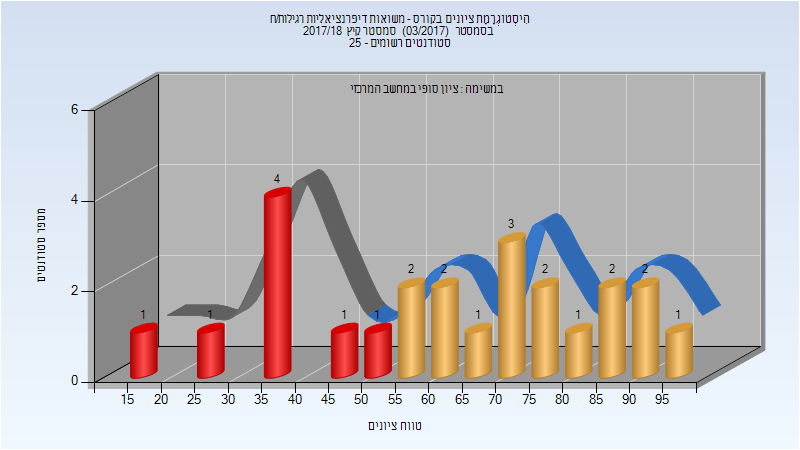 היסטוגרמת ציונים בקורס - משוואות דיפרנציאליות רגילות/ח
בסמסטר (03/2017) סמסטר קיץ 2017/18
סטודנטים רשומים - 25
במשימה : ציון סופי במחשב המרכזי
מספר סטודנטים
6
4
2
0
1
1
4
1
1
2
2
1
3
2
1
2
2
1
15 20 25 30 35 40 45 50 55 60 65 70 75 80 85 90 95
טווח ציונים